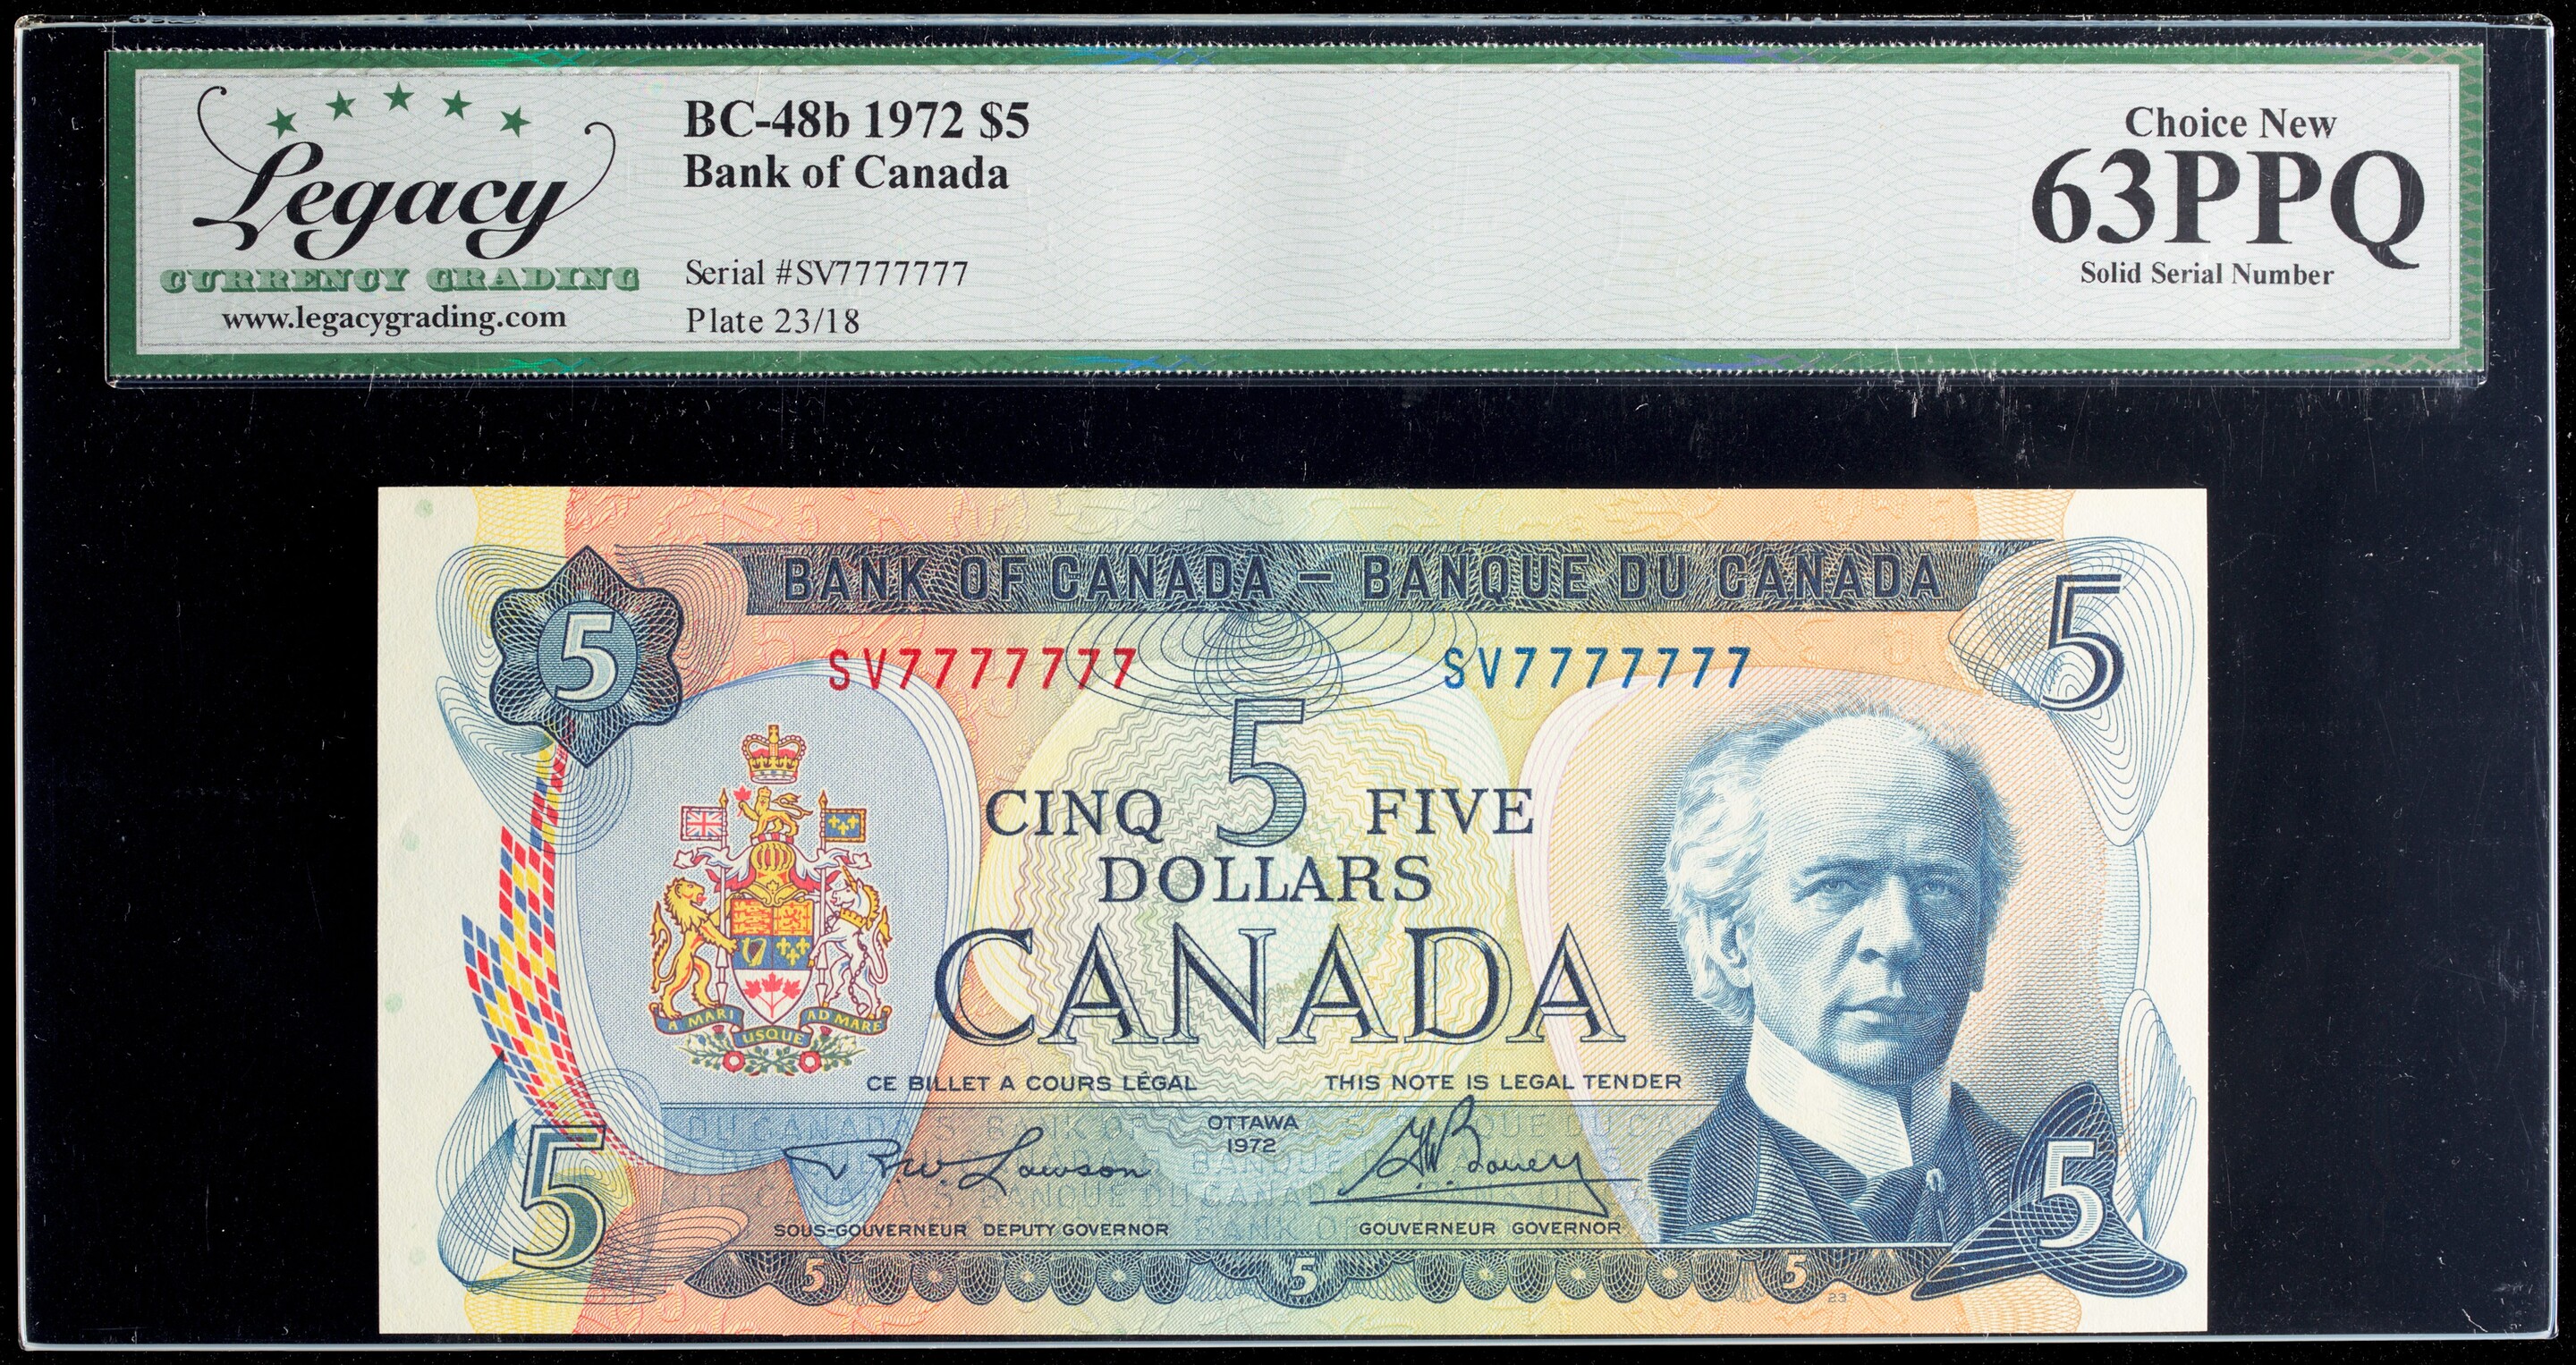 Legacy
CURRENCY GRADING
www.legacygrading.com
BC-48b 1972 $5
Bank of Canada
Serial #SV7777777
Plate 23/18
Choice New
63PPQ
Solid Serial Number
BANK OF CANADA – BANQUE DU CANADA
5
5
SV7777777
SV7777777
5
CINQ FIVE
DOLLARS
CANADA
A MARI USQUE AD MARE
CE BILLET A COURS LÉGAL
THIS NOTE IS LEGAL TENDER
OTTAWA
1972
R.W. Lawson
G.K. Bouey
SOUS-GOUVERNEUR DEPUTY GOVERNOR
GOUVERNEUR GOVERNOR
5
5
5 5 5
23